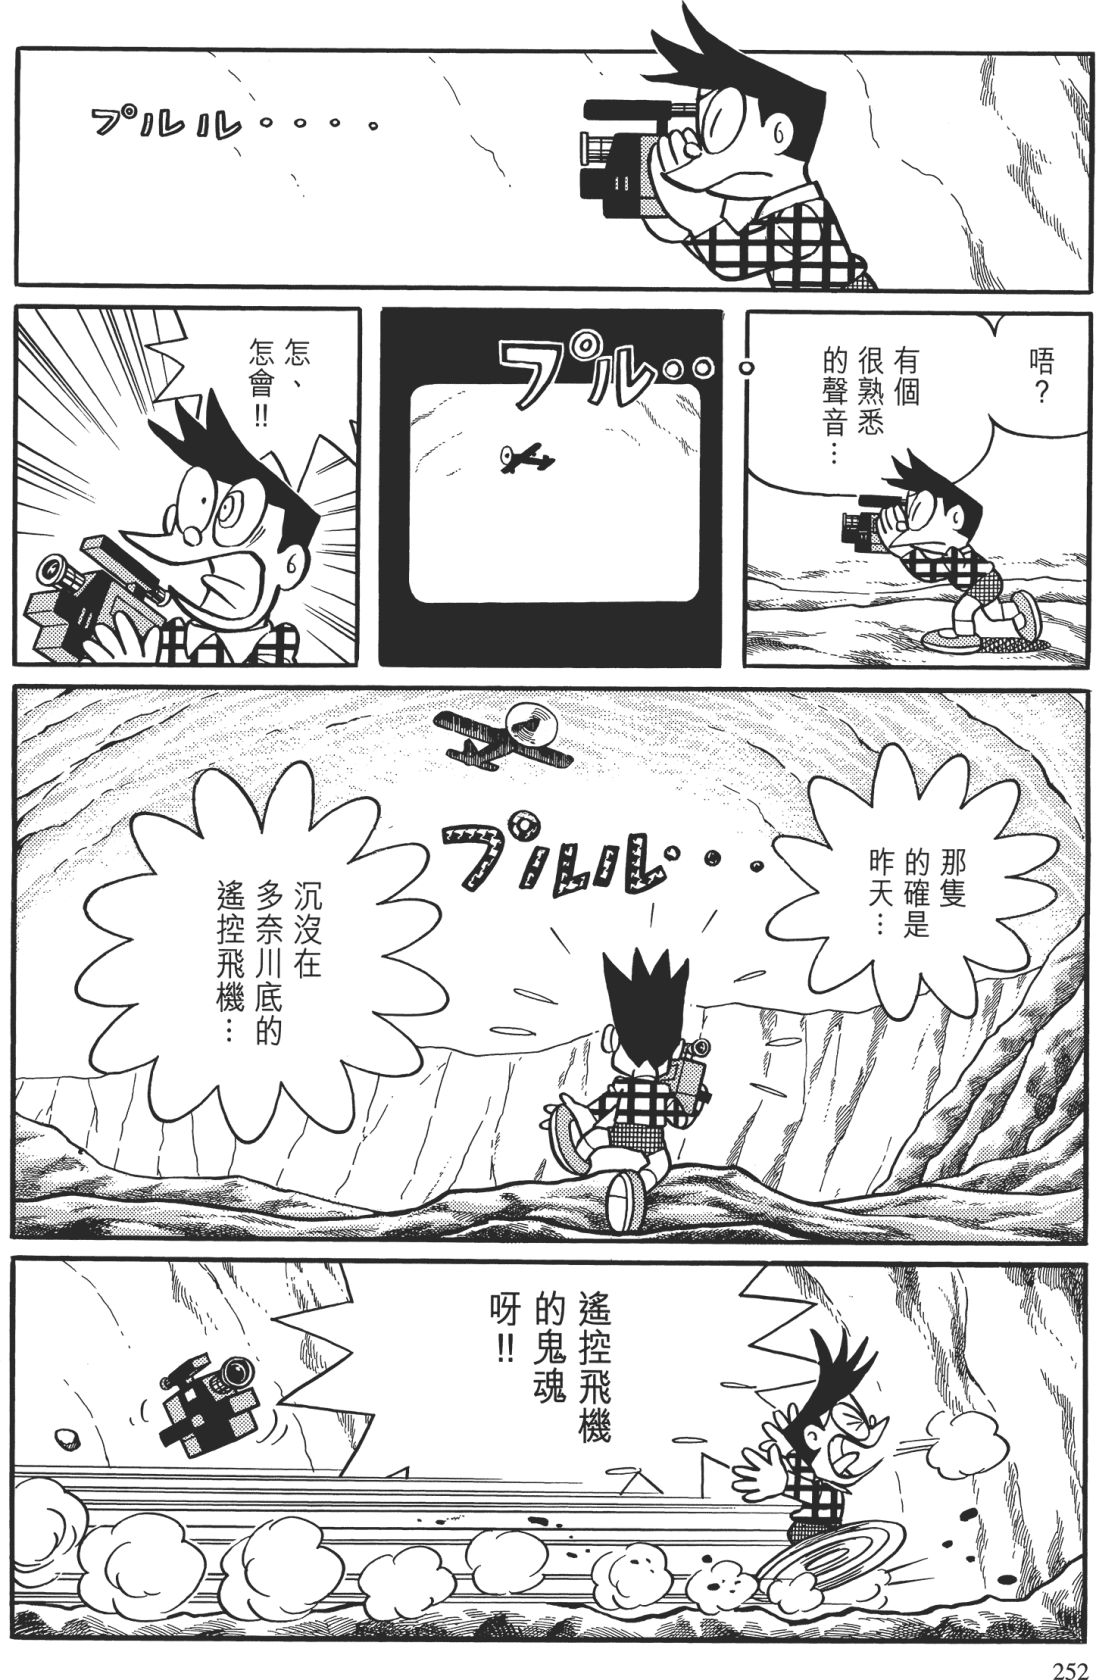 プルルル・・・・
唔？
有個
很熟悉
的聲音…
プル・・・
怎、
怎會!!
那隻
的確是
昨天…
プルルル・・・
沉沒在
多奈川底的
遙控飛機…
遙控飛機
的鬼魂
呀!!
252